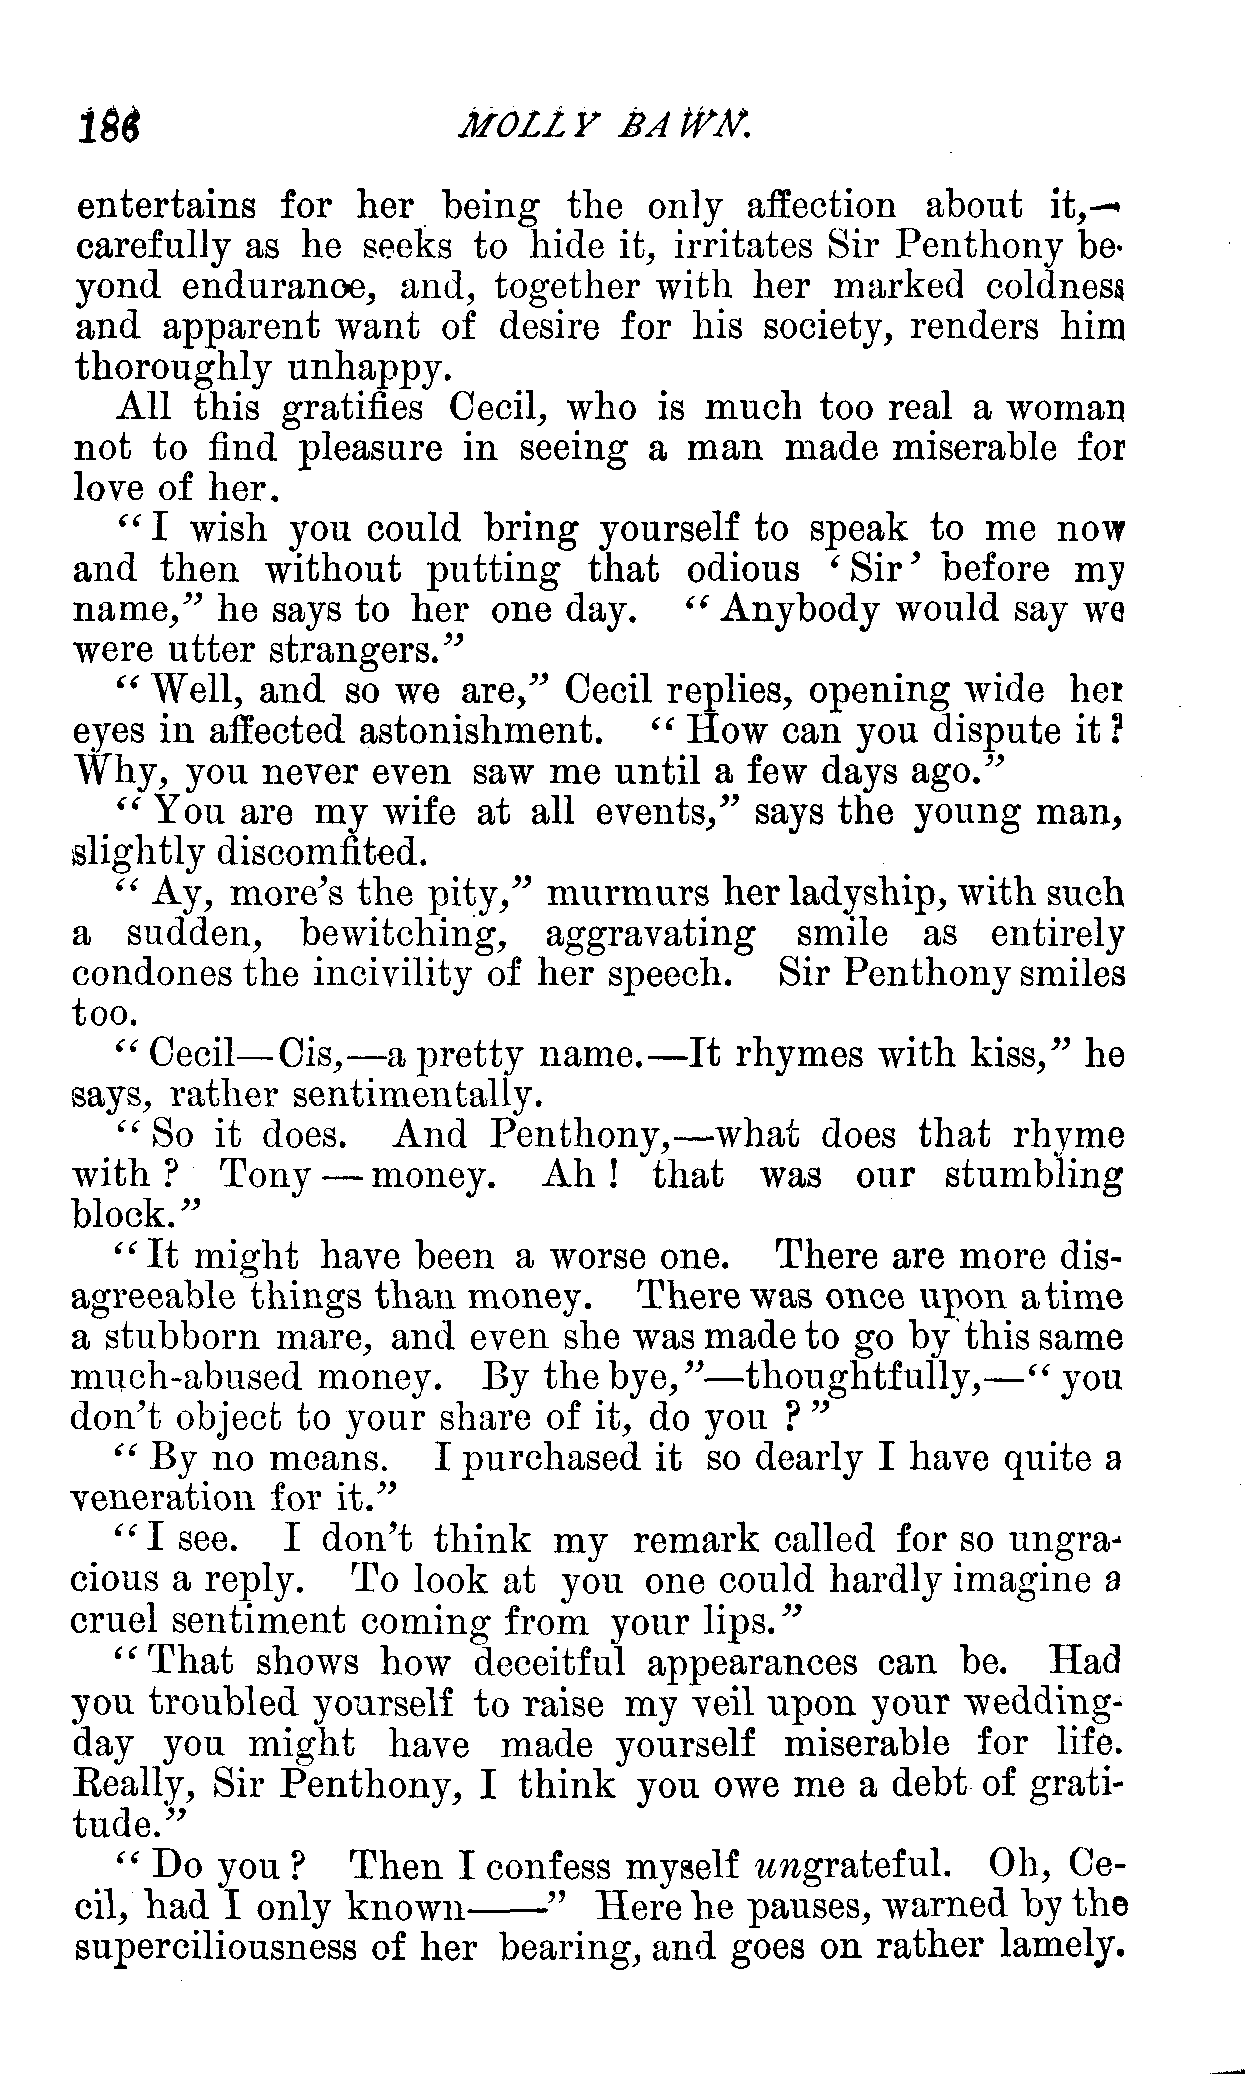 186 MOLLY BAWN.
entertains for her being the only affection about it,—
carefully as he seeks to hide it, irritates Sir Penthony be-
yond endurance, and, together with her marked coldness
and apparent want of desire for his society, renders him
thoroughly unhappy.
All this gratifies Cecil, who is much too real a woman
not to find pleasure in seeing a man made miserable for
love of her.
“I wish you could bring yourself to speak to me now
and then without putting that odious ‘Sir’ before my
name,” he says to her one day. “Anybody would say we
were utter strangers.”
“Well, and so we are,” Cecil replies, opening wide her
eyes in affected astonishment. “How can you dispute it?
Why, you never even saw me until a few days ago.”
“You are my wife at all events,” says the young man,
slightly discomfited.
“Ay, more’s the pity,” murmurs her ladyship, with such
a sudden, bewitching, aggravating smile as entirely
condones the incivility of her speech. Sir Penthony smiles
too.
“Cecil—Cis,—a pretty name.—It rhymes with kiss,” he
says, rather sentimentally.
“So it does. And Penthony,—what does that rhyme
with? Tony—money. Ah! that was our stumbling
block.”
“It might have been a worse one. There are more dis-
agreeable things than money. There was once upon a time
a stubborn mare, and even she was made to go by this same
much-abused money. By the bye,”—thoughtfully,—“you
don’t object to your share of it, do you?”
“By no means. I purchased it so dearly I have quite a
veneration for it.”
“I see. I don’t think my remark called for so ungra-
cious a reply. To look at you one could hardly imagine a
cruel sentiment coming from your lips.”
“That shows how deceitful appearances can be. Had
you troubled yourself to raise my veil upon your wedding-
day you might have made yourself miserable for life.
Really, Sir Penthony, I think you owe me a debt of grati-
tude.”
“Do you? Then I confess myself ungrateful. Oh, Ce-
cil, had I only known——” Here he pauses, warned by the
superciliousness of her bearing, and goes on rather lamely.